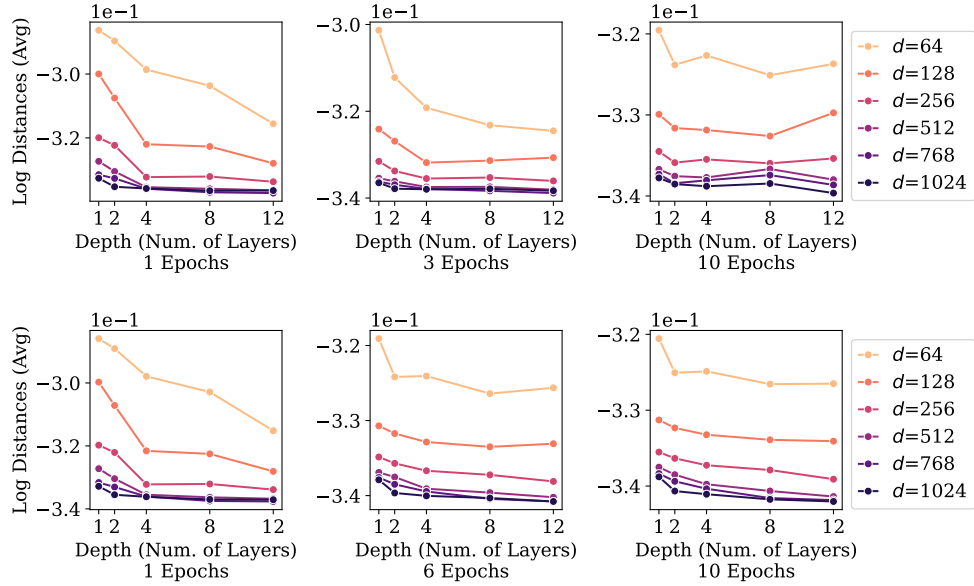 1e−1
Log Distances (Avg)
−3.0
−3.2
1 2 4 8 12
Depth (Num. of Layers)
1 Epochs
1e−1
−3.0
−3.2
−3.4
1 2 4 8 12
Depth (Num. of Layers)
3 Epochs
1e−1
−3.2
−3.3
−3.4
1 2 4 8 12
Depth (Num. of Layers)
10 Epochs
d=64
d=128
d=256
d=512
d=768
d=1024
1e−1
Log Distances (Avg)
−3.0
−3.2
−3.4
1 2 4 8 12
Depth (Num. of Layers)
1 Epochs
1e−1
−3.2
−3.3
−3.4
1 2 4 8 12
Depth (Num. of Layers)
6 Epochs
1e−1
−3.2
−3.3
−3.4
1 2 4 8 12
Depth (Num. of Layers)
10 Epochs
d=64
d=128
d=256
d=512
d=768
d=1024